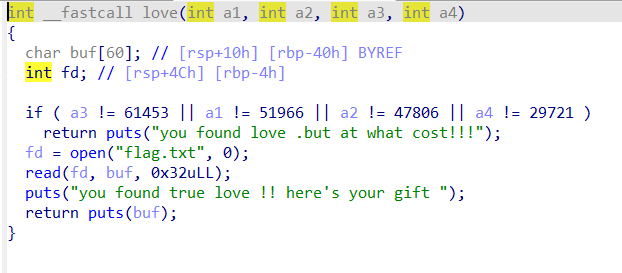 int __fastcall love(int a1, int a2, int a3, int a4)
{
  char buf[60]; // [rsp+10h] [rbp-40h] BYREF
  int fd; // [rsp+4Ch] [rbp-4h]

  if ( a3 != 61453 || a1 != 51966 || a2 != 47806 || a4 != 29721 )
    return puts("you found love .but at what cost!!!");
  fd = open("flag.txt", 0);
  read(fd, buf, 0x32uLL);
  puts("you found true love !! here's your gift ");
  return puts(buf);
}